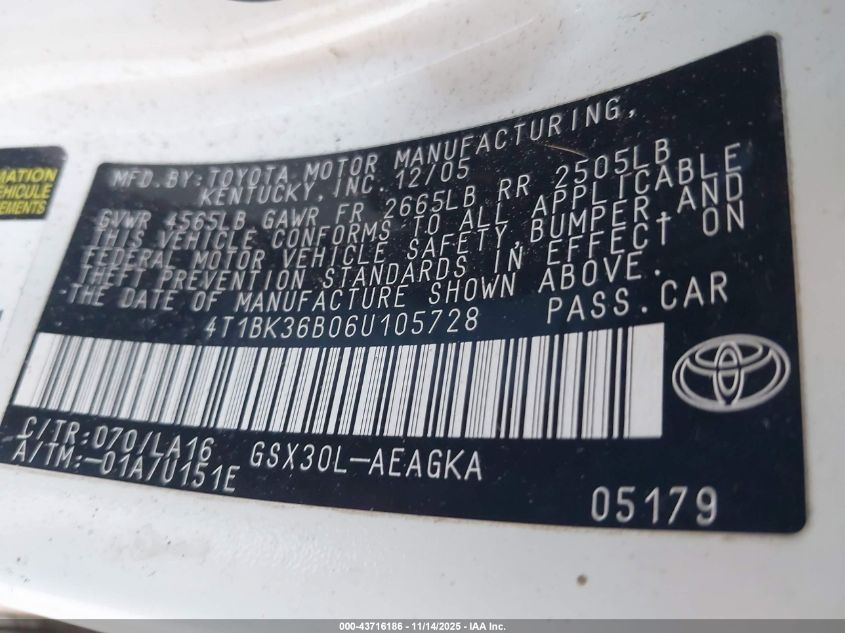 MATION
EHICULE
EMENTS
MFD.BY:TOYOTA MOTOR MANUFACTURING,
KENTUCKY,INC.12/05
GVWR 4565LB GAWR FR 2665LB RR 2505LB
THIS VEHICLE CONFORMS TO ALL APPLICABLE
FEDERAL MOTOR VEHICLE SAFETY,BUMPER,AND
THEFT PREVENTION STANDARDS IN EFFECT ON
THE DATE OF MANUFACTURE SHOWN ABOVE.
4T1BK36B06U105728 PASS.CAR
C/TR:070/LA16
A/TM:-01A/U151E
GSX30L-AEAGKA
05179
000-43716186 - 11/14/2025 - IAA Inc.